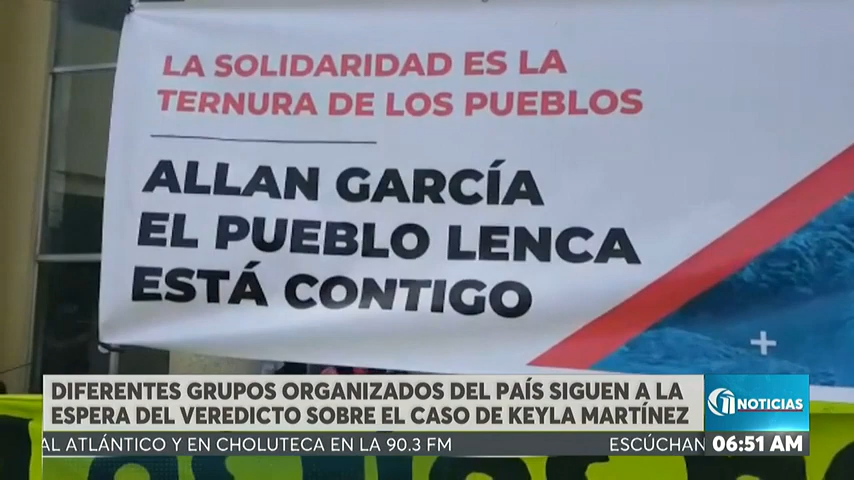 LA SOLIDARIDAD ES LA
TERNURA DE LOS PUEBLOS
ALLAN GARCÍA
EL PUEBLO LENCA
ESTÁ CONTIGO
DIFERENTES GRUPOS ORGANIZADOS DEL PAÍS SIGUEN A LA
ESPERA DEL VEREDICTO SOBRE EL CASO DE KEYLA MARTÍNEZ
11 NOTICIAS
AL ATLÁNTICO Y EN CHOLUTECA EN LA 90.3 FM ESCÚCHAN 06:51 AM